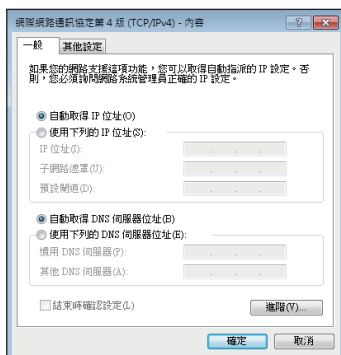 網際網路通訊協定第 4 版 (TCP/IPv4) - 內容
一般 其他設定
如果您的網路支援這項功能，您可以取得自動指派的 IP 設定。否
則，您必須詢問網路系統管理員正確的 IP 設定。
自動取得 IP 位址(O)
使用下列的 IP 位址(S):
IP 位址(I):
子網路遮罩(U):
預設閘道(D):
自動取得 DNS 伺服器位址(B)
使用下列的 DNS 伺服器位址(E):
慣用 DNS 伺服器(P):
其他 DNS 伺服器(A):
結束時確認設定(L)
進階(V)...
確定 取消